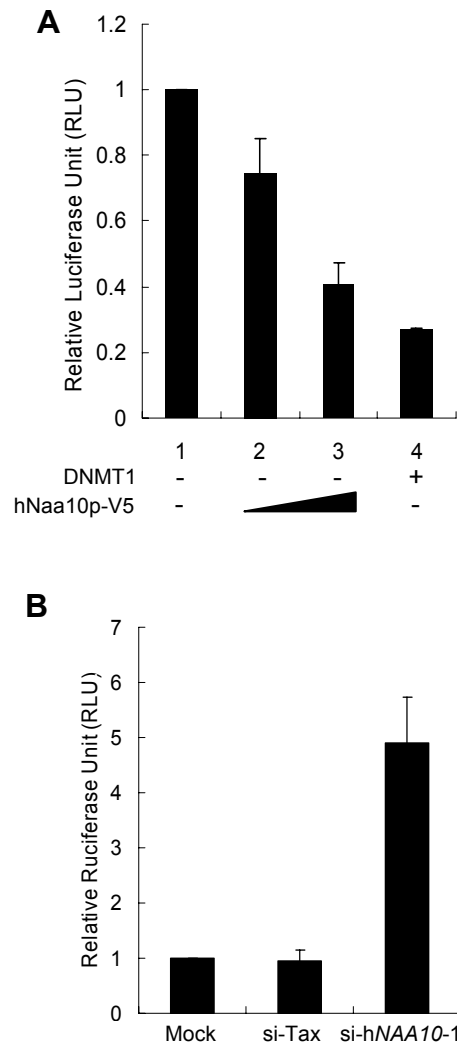 A
Relative Luciferase Unit (RLU)
1.2
1
0.8
0.6
0.4
0.2
0
1 2 3 4
DNMT1 - - - +
hNaa10p-V5 - -
B
Relative Ruciferase Unit (RLU)
7
6
5
4
3
2
1
0
Mock si-Tax si-hNAA10-1